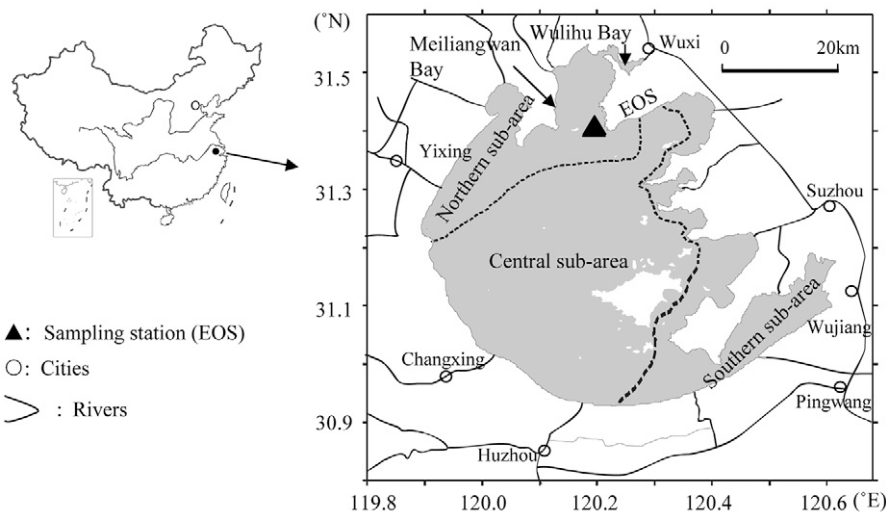 (°N)
31.5
31.3
31.1
30.9
119.8
120.0
120.2
120.4
120.6
(°E)
Meiliangwan
Bay
Wulihu Bay
Wuxi
0
20km
EOS
Yixing
Northern sub-area
Suzhou
Central sub-area
Southern sub-area
Wujiang
Changxing
Pingwang
Huzhou
: Sampling station (EOS)
: Cities
: Rivers